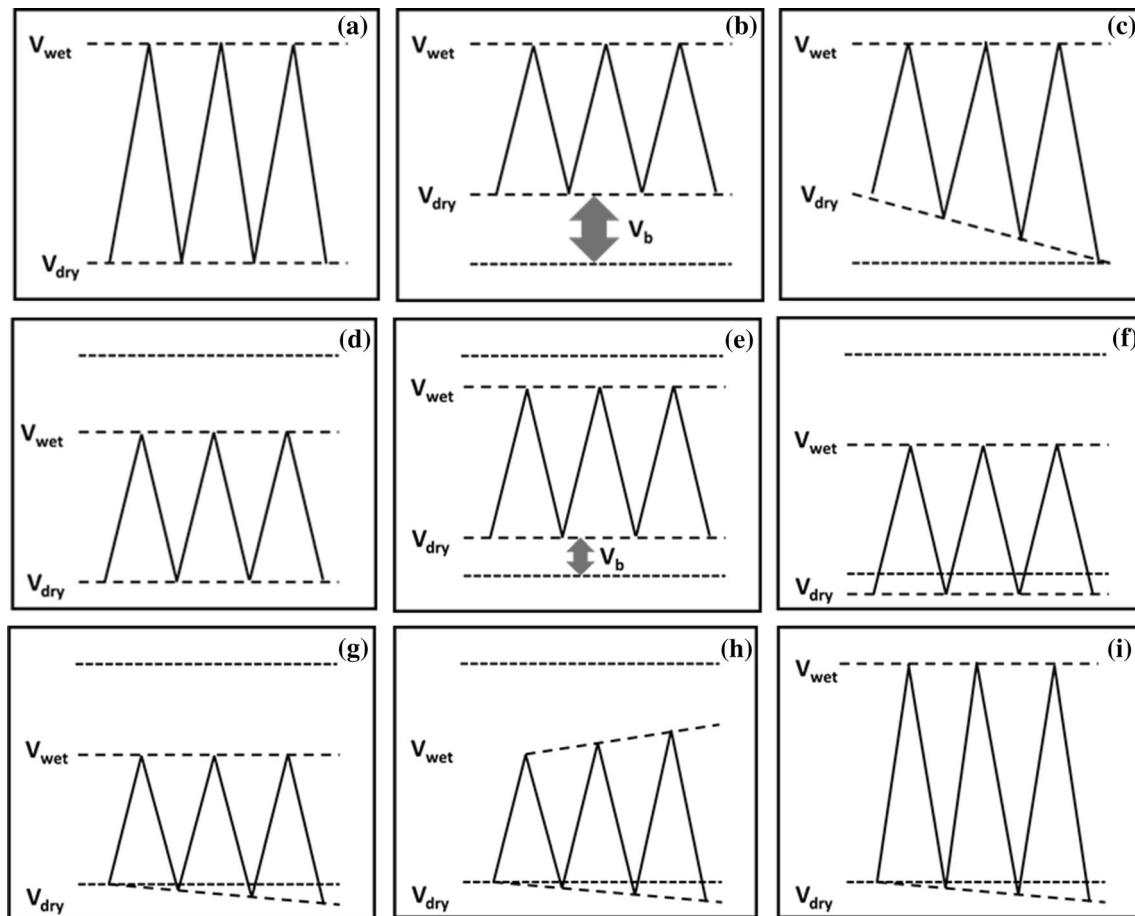 (a)
V_wet
V_dry
(b)
V_wet
V_dry
V_b
(c)
V_wet
V_dry
(d)
V_wet
V_dry
(e)
V_wet
V_dry
V_b
(f)
V_wet
V_dry
(g)
V_wet
V_dry
(h)
V_wet
V_dry
(i)
V_wet
V_dry